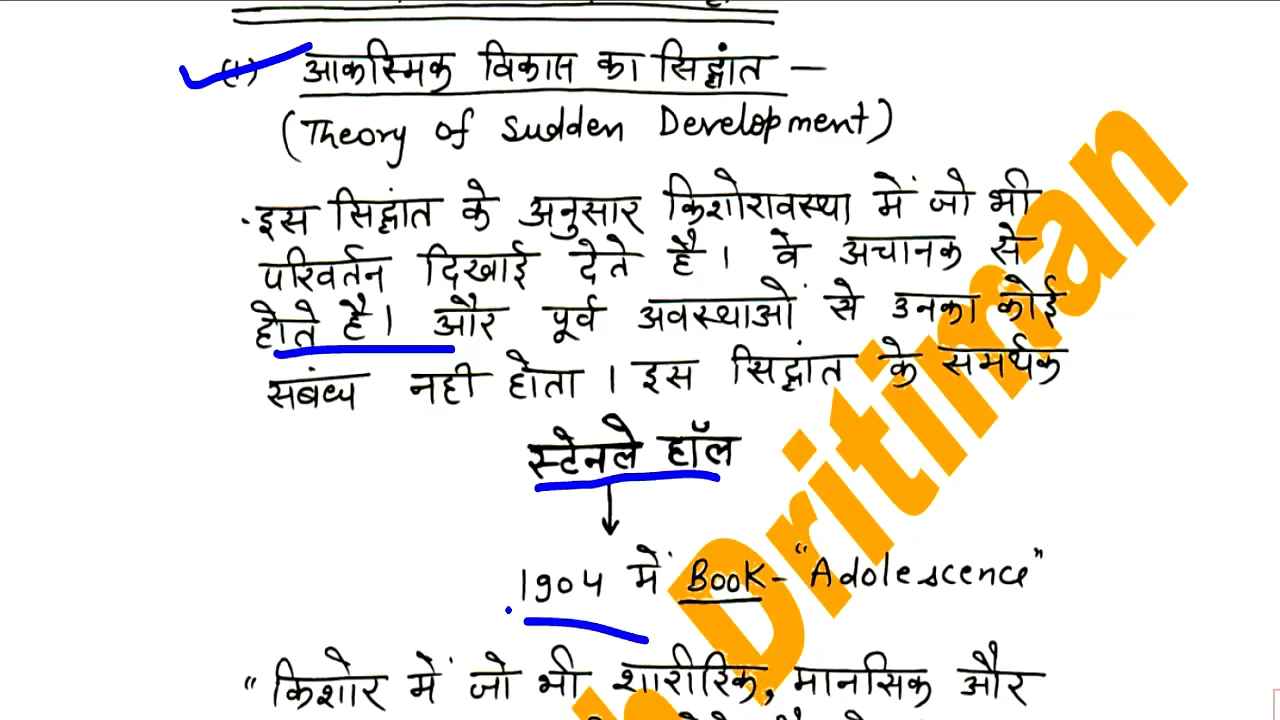 (1) आकस्मिक विकास का सिद्धांत —
(Theory of Sudden Development)
· इस सिद्धांत के अनुसार किशोरावस्था में जो भी
परिवर्तन दिखाई देते है। वे अचानक से
होते है। और पूर्व अवस्थाओं से उनका कोई
सबंध नही होता। इस सिद्धांत के समर्थक
स्टेनले हॉल
1904 में Book - "Adolescence"
"किशोर में जो भी शारीरिक, मानसिक और
Dritiman